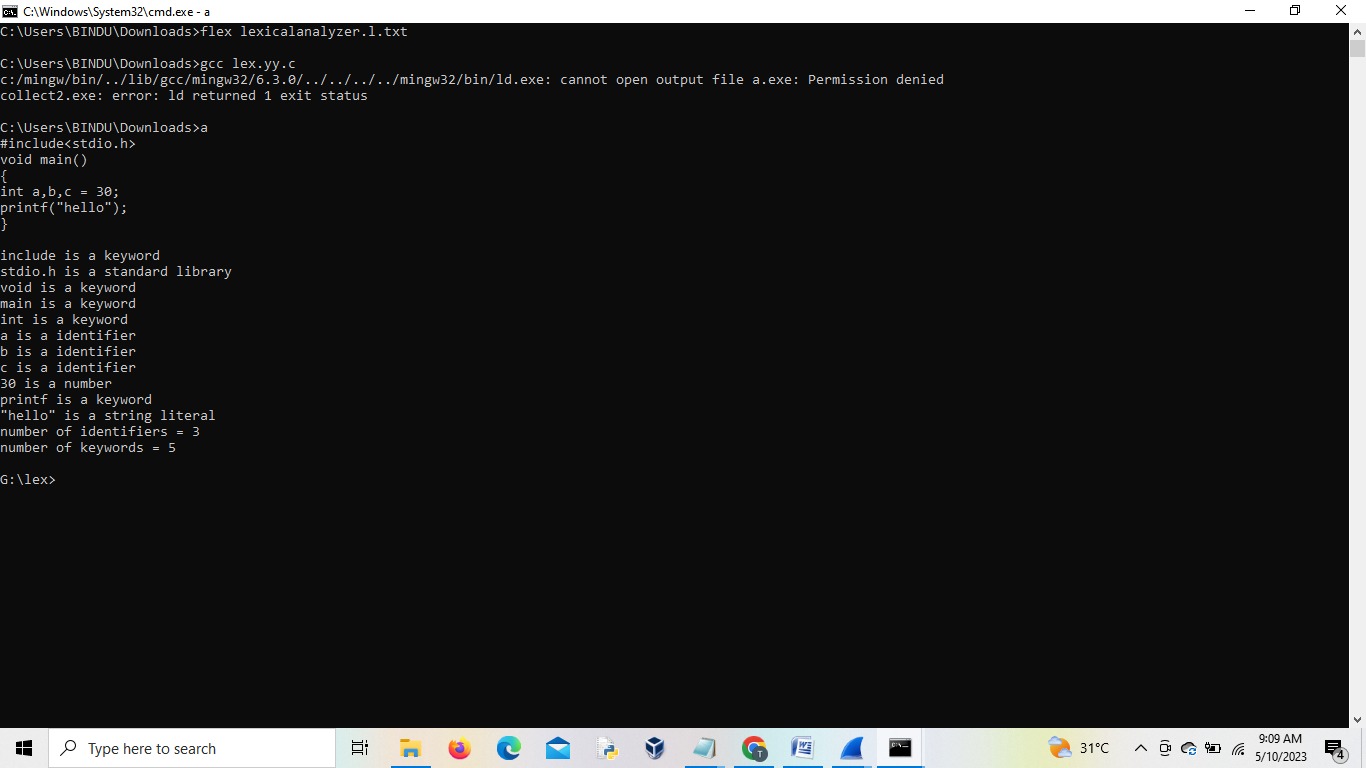 C:\Windows\System32\cmd.exe - a
C:\Users\BINDU\Downloads>flex lexicalanalyzer.l.txt
C:\Users\BINDU\Downloads>gcc lex.yy.c
c:/mingw/bin/../lib/gcc/mingw32/6.3.0/../../../../mingw32/bin/ld.exe: cannot open output file a.exe: Permission denied
collect2.exe: error: ld returned 1 exit status
C:\Users\BINDU\Downloads>a
#include<stdio.h>
void main()
{
int a,b,c = 30;
printf("hello");
}
include is a keyword
stdio.h is a standard library
void is a keyword
main is a keyword
int is a keyword
a is a identifier
b is a identifier
c is a identifier
30 is a number
printf is a keyword
"hello" is a string literal
number of identifiers = 3
number of keywords = 5
G:\lex>
Type here to search
31°C
9:09 AM
5/10/2023
4